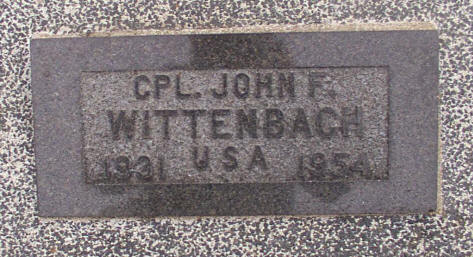 CPL. JOHN F.
WITTENBACH
1931 USA 1954